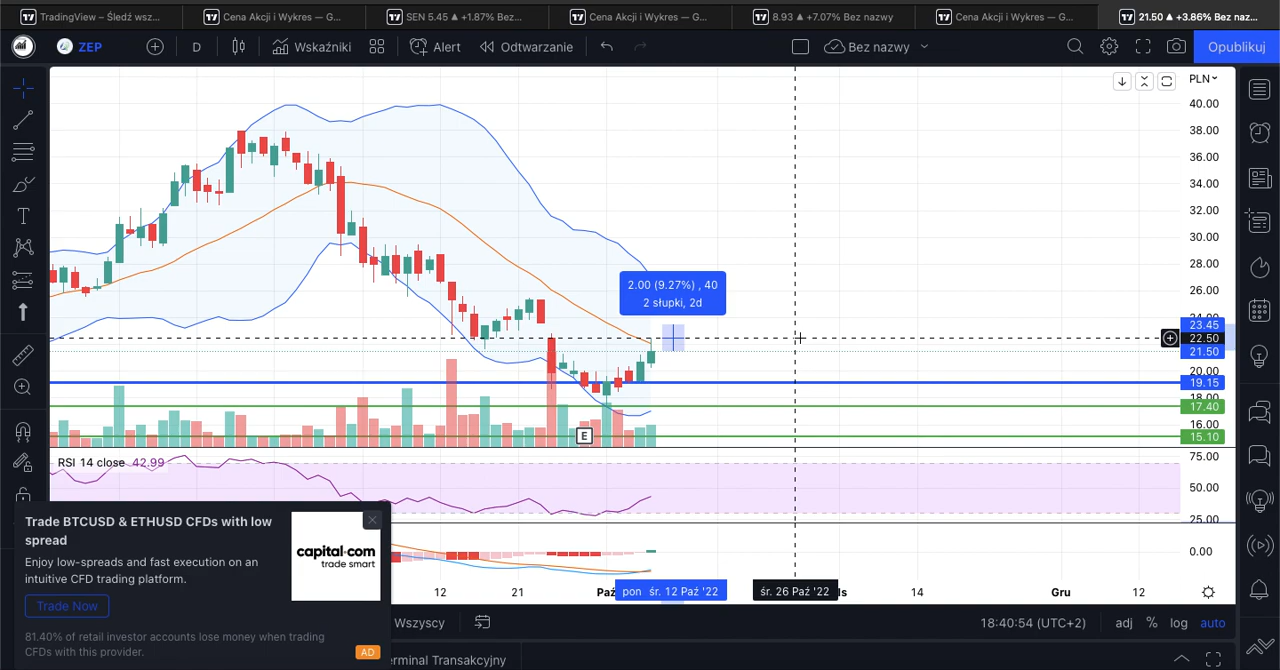 TradingView — Śledź wsz...
Cena Akcji i Wykres — G...
SEN 5.45 ▲ +1.87% Bez...
Cena Akcji i Wykres — G...
8.93 ▲ +7.07% Bez nazwy
Cena Akcji i Wykres — G...
21.50 ▲ +3.86% Bez naz...
ZEP
D
Wskaźniki
Alert
Odtwarzanie
Bez nazwy
Opublikuj
PLN
40.00
38.00
36.00
34.00
32.00
30.00
28.00
26.00
24.00
23.45
22.50
21.50
20.00
19.15
18.00
17.40
16.00
15.10
2.00 (9.27%) , 40
2 słupki, 2d
E
RSI 14 close 42.99
75.00
50.00
25.00
0.00
Trade BTCUSD & ETHUSD CFDs with low
spread
Enjoy low-spreads and fast execution on an
intuitive CFD trading platform.
Trade Now
81.40% of retail investor accounts lose money when trading
CFDs with this provider.
AD
capital.com
trade smart
12
21
Paź
pon
śr. 12 Paź '22
śr. 26 Paź '22
ls
14
Gru
12
Wszyscy
18:40:54 (UTC+2)
adj
%
log
auto
erminal Transakcyjny